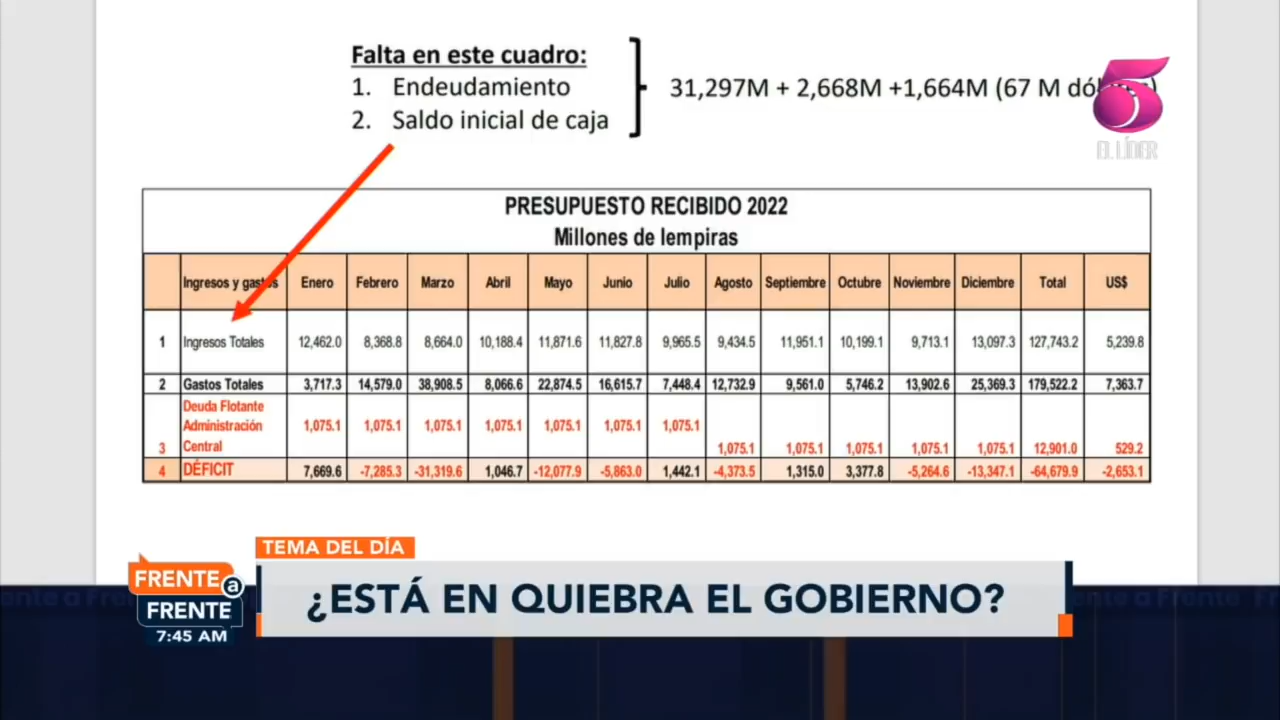 Falta en este cuadro:
1. Endeudamiento
2. Saldo inicial de caja
31,297M + 2,668M +1,664M (67 M
5
EL LÍDER
PRESUPUESTO RECIBIDO 2022
Millones de lempiras
Ingresos y gastos Enero Febrero Marzo Abril Mayo Junio Julio Agosto Septiembre Octubre Noviembre Diciembre Total US$
1 Ingresos Totales 12,462.0 8,368.8 8,664.0 10,188.4 11,871.6 11,827.8 9,965.5 9,434.5 11,951.1 10,199.1 9,713.1 13,097.3 127,743.2 5,239.8
2 Gastos Totales 3,717.3 14,579.0 38,908.5 8,066.6 22,874.5 16,615.7 7,448.4 12,732.9 9,561.0 5,746.2 13,902.6 25,369.3 179,522.2 7,363.7
Deuda Flotante
Administración 1,075.1 1,075.1 1,075.1 1,075.1 1,075.1 1,075.1 1,075.1
3 Central 1,075.1 1,075.1 1,075.1 1,075.1 1,075.1 12,901.0 529.2
4 DÉFICIT 7,669.6 -7,285.3 -31,319.6 1,046.7 -12,077.9 -5,863.0 1,442.1 -4,373.5 1,315.0 3,377.8 -5,264.6 -13,347.1 -64,679.9 -2,653.1
TEMA DEL DÍA
FRENTE a
FRENTE
¿ESTÁ EN QUIEBRA EL GOBIERNO?
7:45 AM